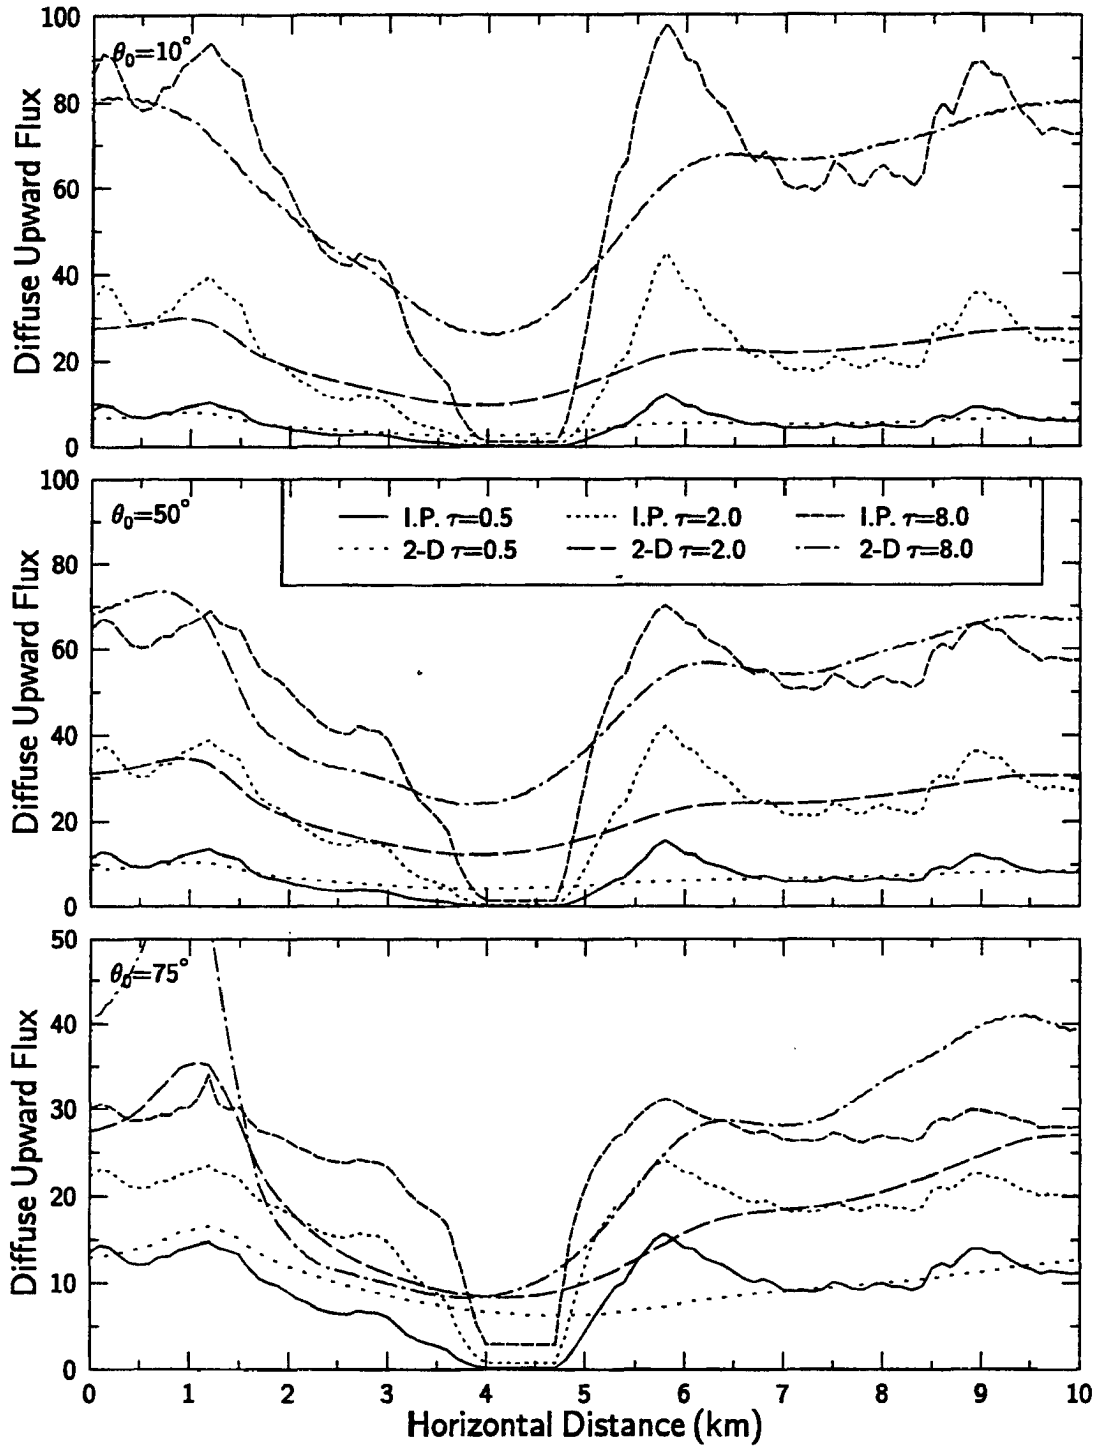 100
80
60
40
20
0
Diffuse Upward Flux
θ₀=10°
100
80
60
40
20
0
Diffuse Upward Flux
θ₀=50°
I.P. τ=0.5 I.P. τ=2.0 I.P. τ=8.0
2-D τ=0.5 2-D τ=2.0 2-D τ=8.0
50
40
30
20
10
0
Diffuse Upward Flux
θ₀=75°
0 1 2 3 4 5 6 7 8 9 10
Horizontal Distance (km)